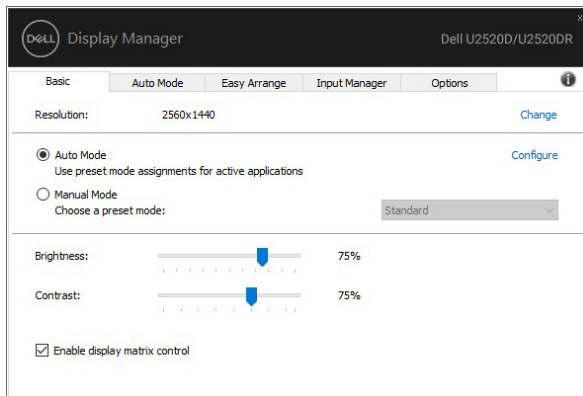 DELL Display Manager Dell U2520D/U2520DR
Basic Auto Mode Easy Arrange Input Manager Options
Resolution: 2560x1440 Change
Auto Mode Configure
Use preset mode assignments for active applications
Manual Mode
Choose a preset mode: Standard
Brightness: 75%
Contrast: 75%
Enable display matrix control